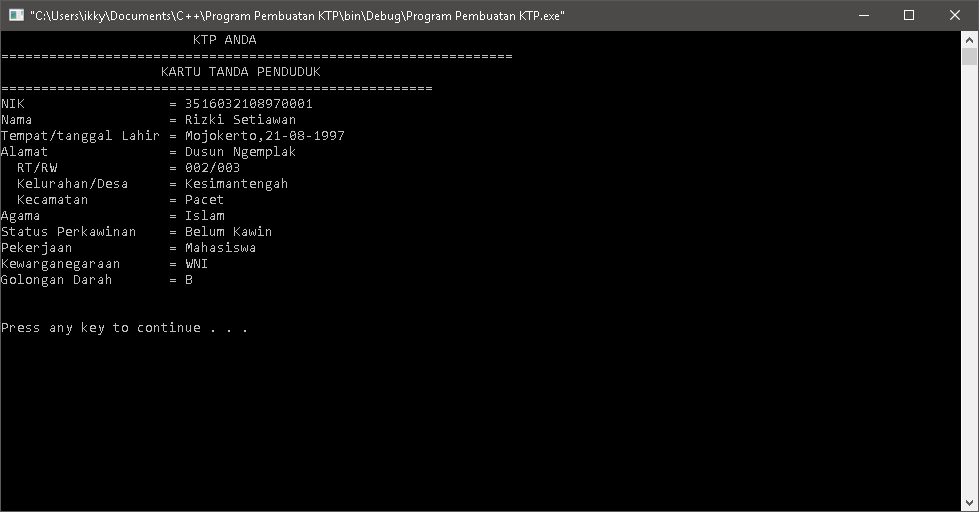 "C:\Users\ikky\Documents\C++\Program Pembuatan KTP\bin\Debug\Program Pembuatan KTP.exe"
KTP ANDA
================================================================
KARTU TANDA PENDUDUK
======================================================
NIK = 3516032108970001
Nama = Rizki Setiawan
Tempat/tanggal Lahir = Mojokerto,21-08-1997
Alamat = Dusun Ngemplak
RT/RW = 002/003
Kelurahan/Desa = Kesimantengah
Kecamatan = Pacet
Agama = Islam
Status Perkawinan = Belum Kawin
Pekerjaan = Mahasiswa
Kewarganegaraan = WNI
Golongan Darah = B
Press any key to continue . . .